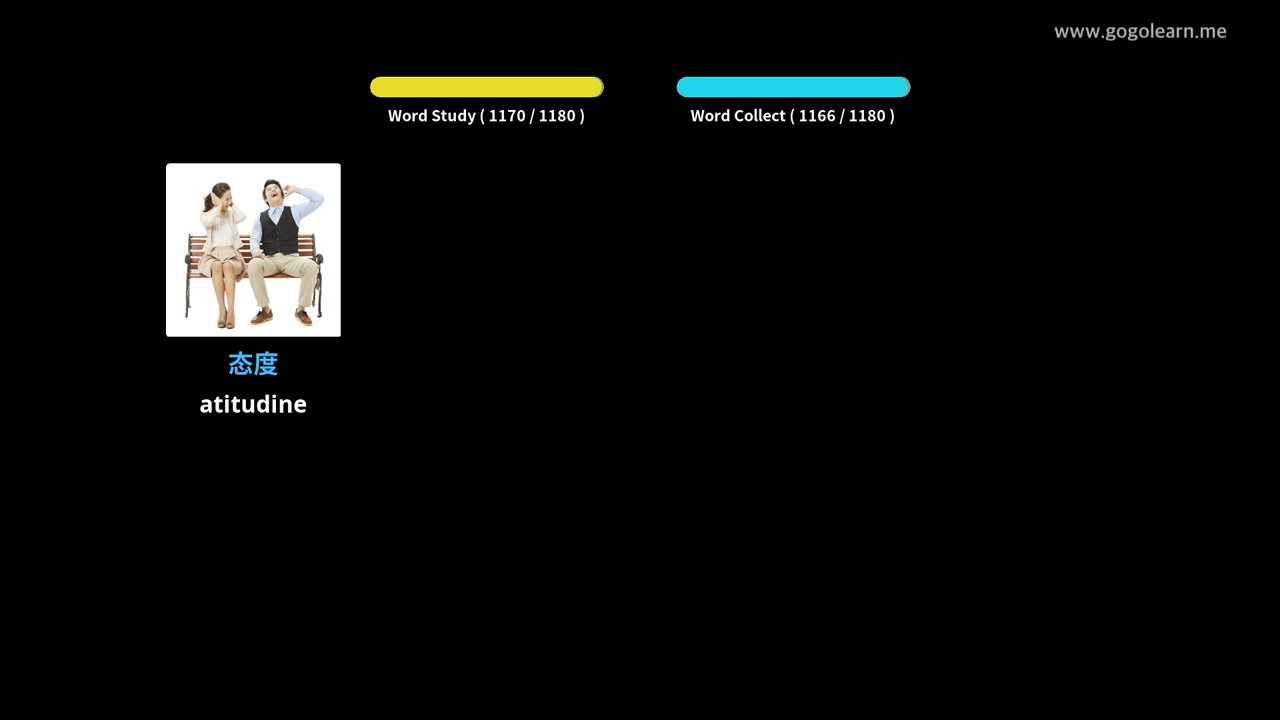 www.gogolearn.me
Word Study ( 1170 / 1180 )
Word Collect ( 1166 / 1180 )
态度
atitudine